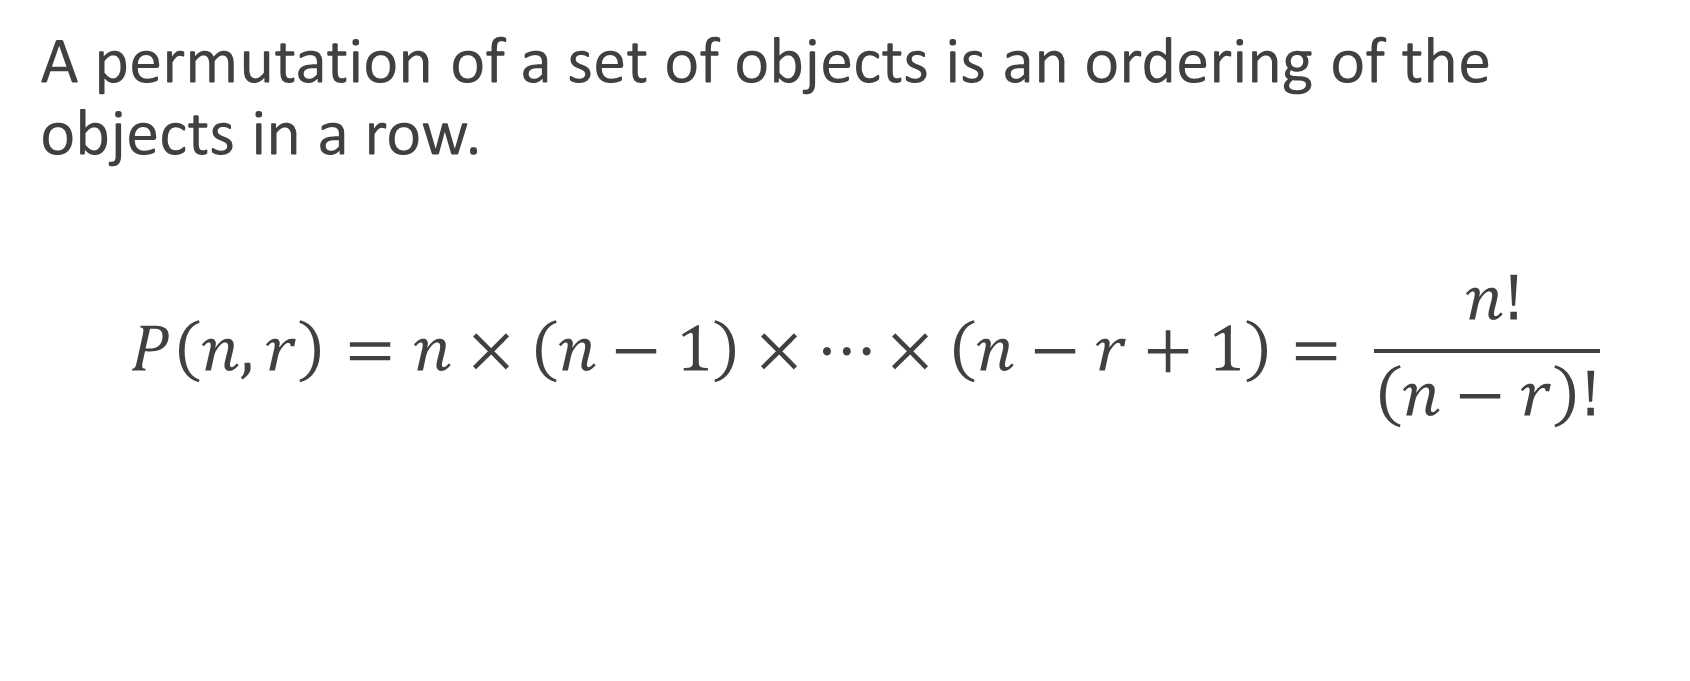 A permutation of a set of objects is an ordering of the
objects in a row.
P(n, r) = n × (n − 1) × ⋯ × (n − r + 1) = n! / (n − r)!